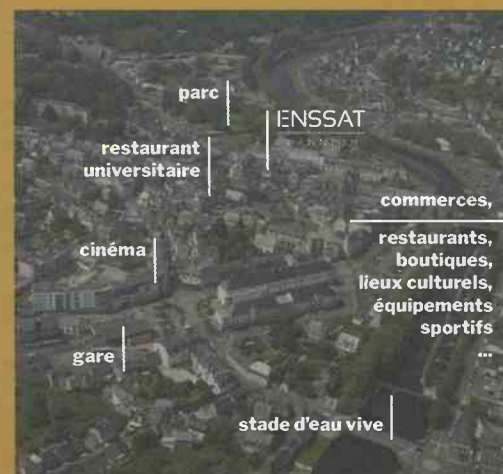 parc
ENSSAT
restaurant
universitaire
commerces,
restaurants,
boutiques,
lieux culturels,
équipements
sportifs
...
cinéma
gare
stade d'eau vive